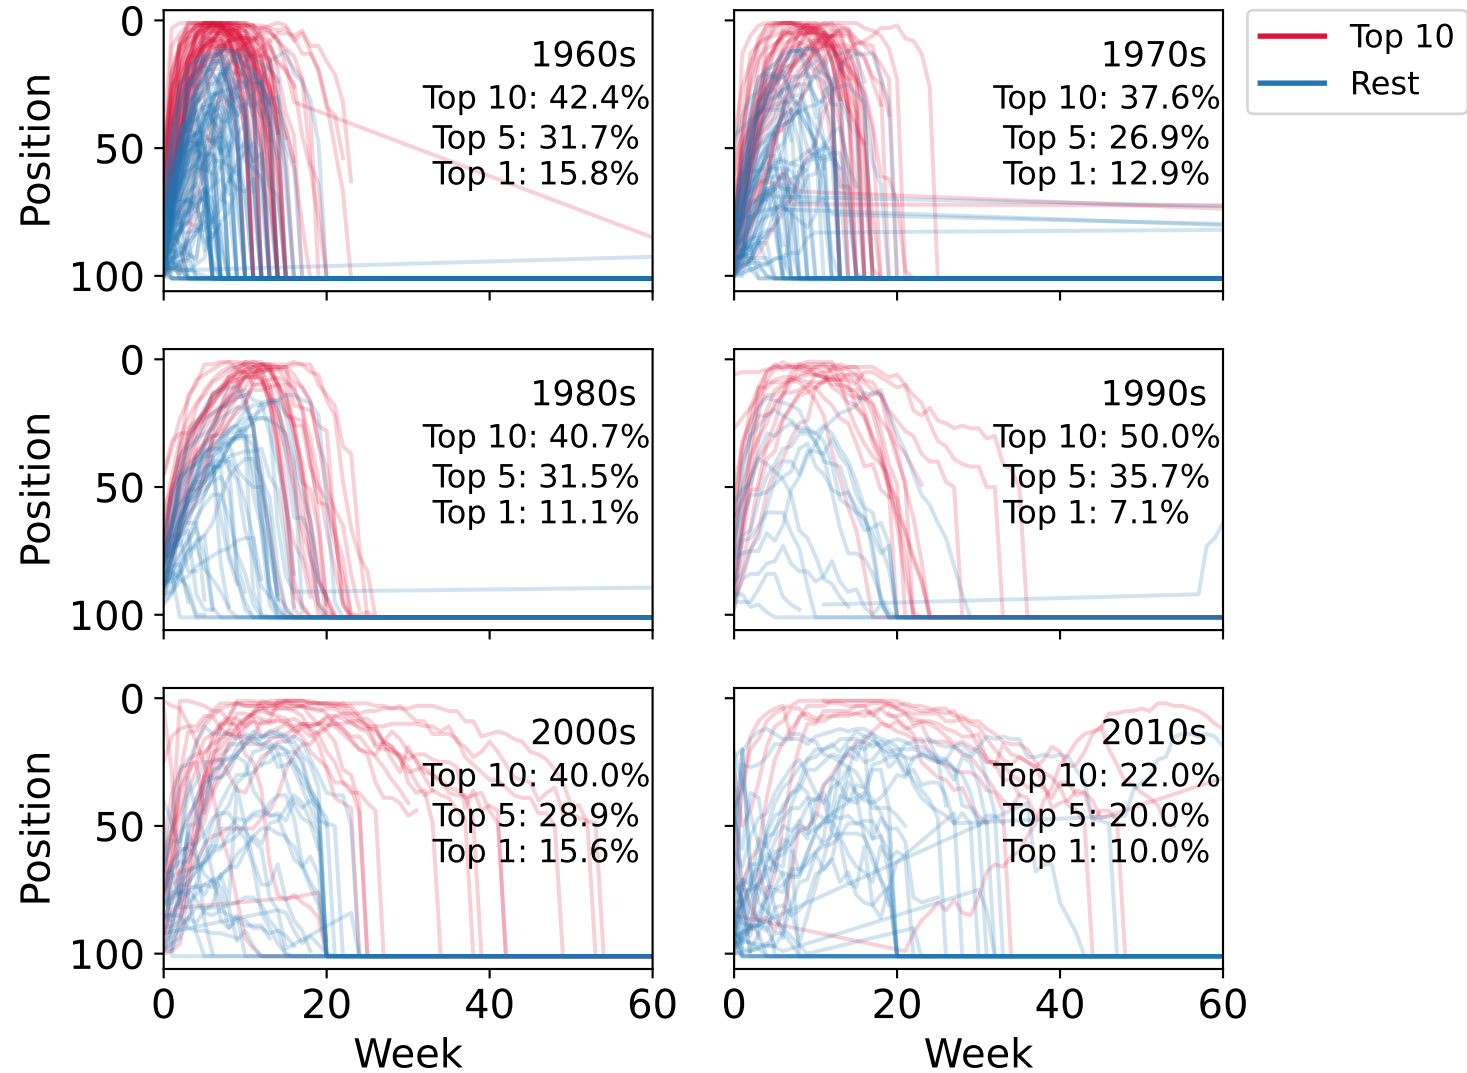 0
50
100
Position
1960s
Top 10: 42.4%
Top 5: 31.7%
Top 1: 15.8%
1970s
Top 10: 37.6%
Top 5: 26.9%
Top 1: 12.9%
Top 10
Rest
0
50
100
Position
1980s
Top 10: 40.7%
Top 5: 31.5%
Top 1: 11.1%
1990s
Top 10: 50.0%
Top 5: 35.7%
Top 1: 7.1%
0
50
100
Position
2000s
Top 10: 40.0%
Top 5: 28.9%
Top 1: 15.6%
2010s
Top 10: 22.0%
Top 5: 20.0%
Top 1: 10.0%
0 20 40 60
Week
0 20 40 60
Week